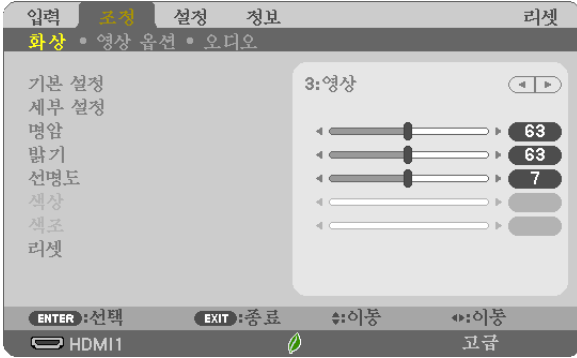 입력 조정 설정 정보 리셋
화상 • 영상 옵션 • 오디오
기본 설정 3:영상
세부 설정
명암 63
밝기 63
선명도 7
색상
색조
리셋
ENTER :선택 EXIT :종료 :이동 :이동
HDMI1 고급